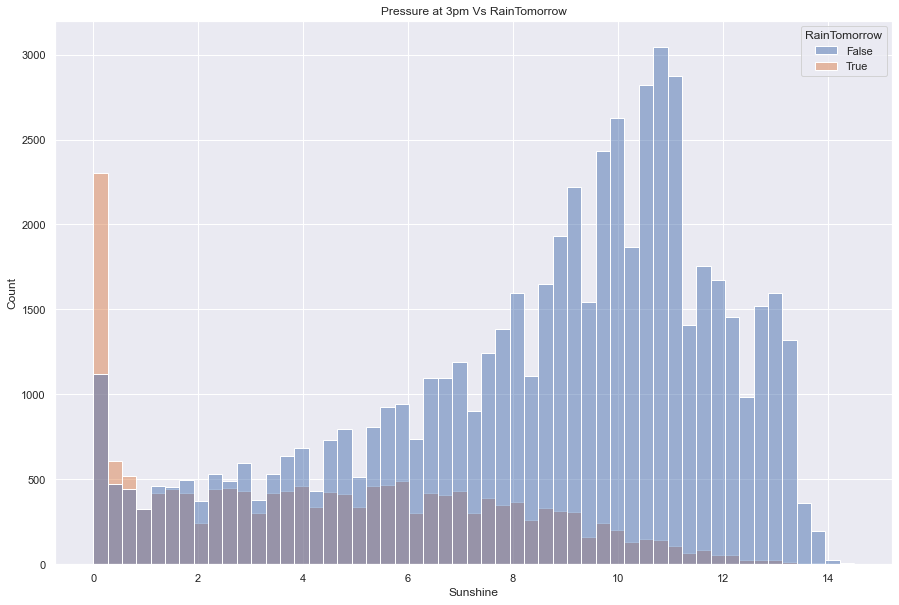 Pressure at 3pm Vs RainTomorrow
RainTomorrow
False
True
Count
3000
2500
2000
1500
1000
500
0
0 2 4 6 8 10 12 14
Sunshine